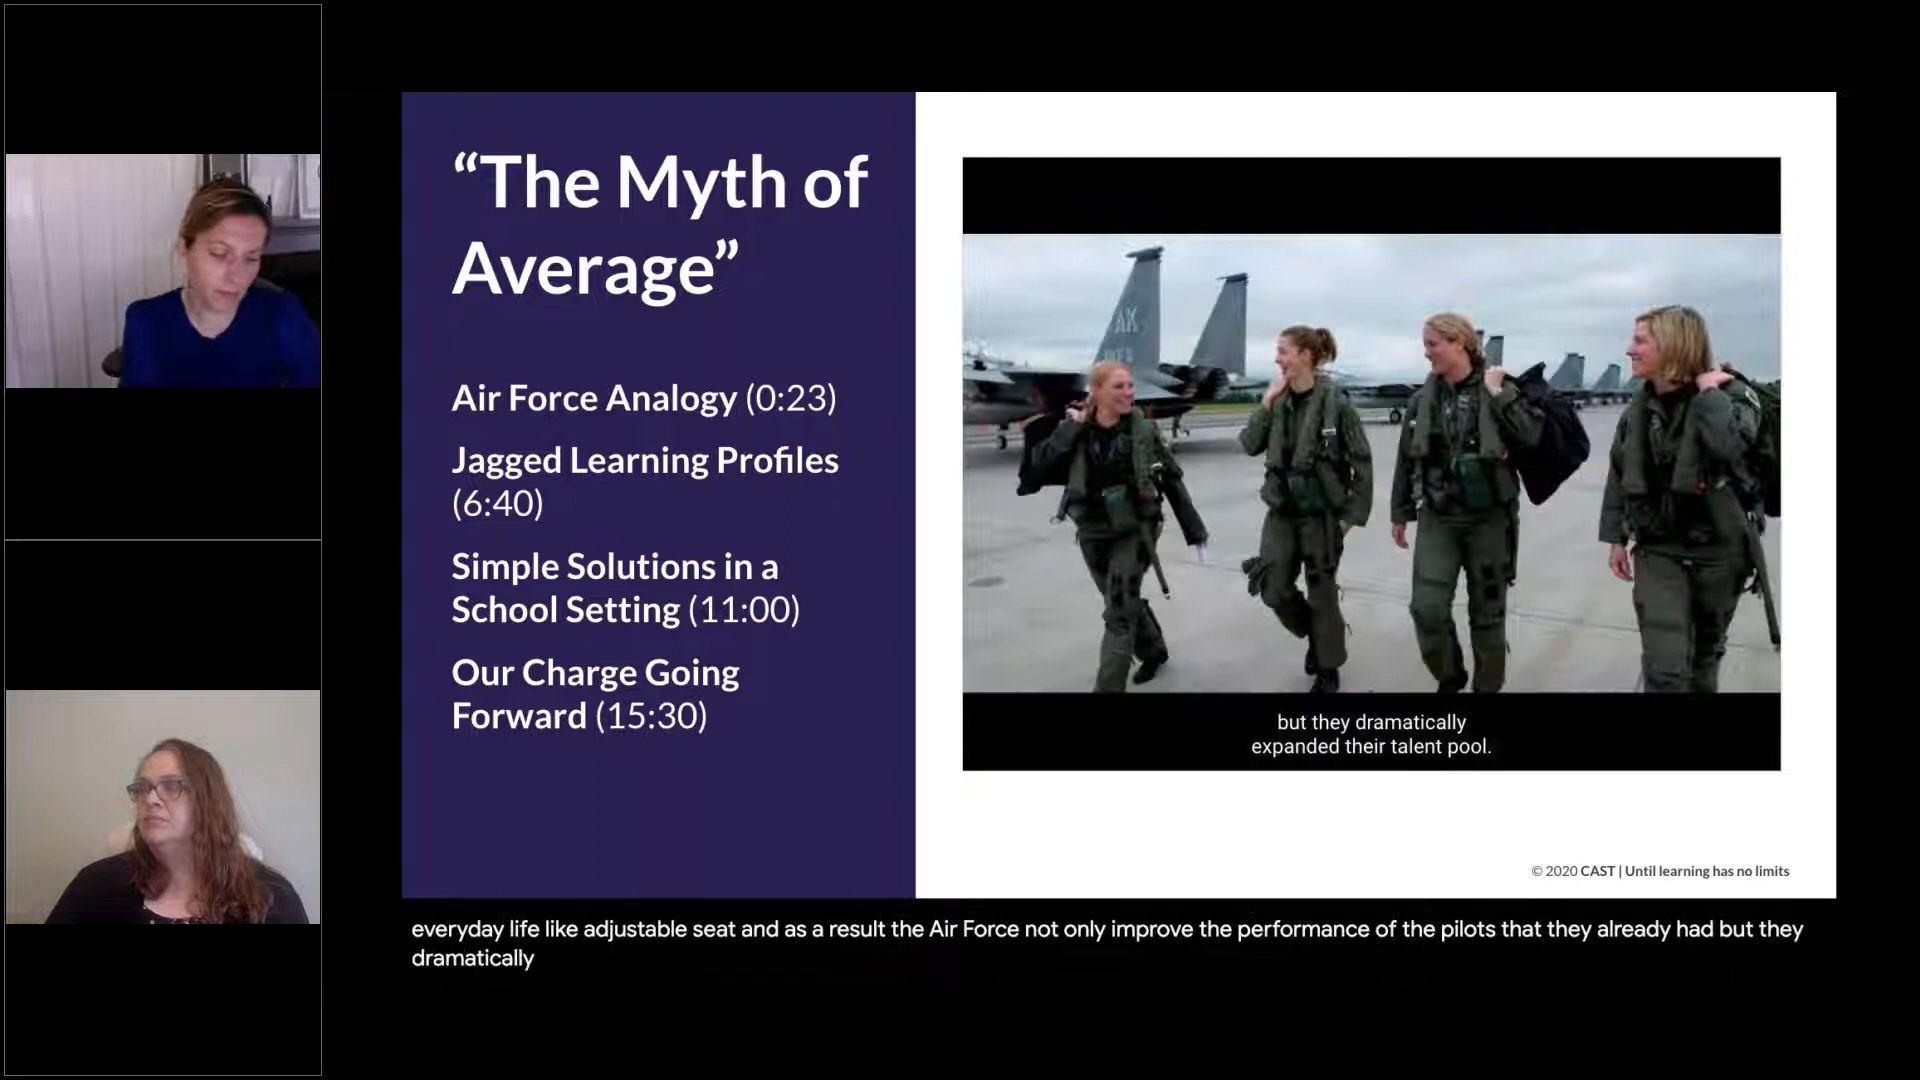 “The Myth of
Average”
Air Force Analogy (0:23)
Jagged Learning Profiles
(6:40)
Simple Solutions in a
School Setting (11:00)
Our Charge Going
Forward (15:30)
AK
but they dramatically
expanded their talent pool.
© 2020 CAST | Until learning has no limits
everyday life like adjustable seat and as a result the Air Force not only improve the performance of the pilots that they already had but they
dramatically